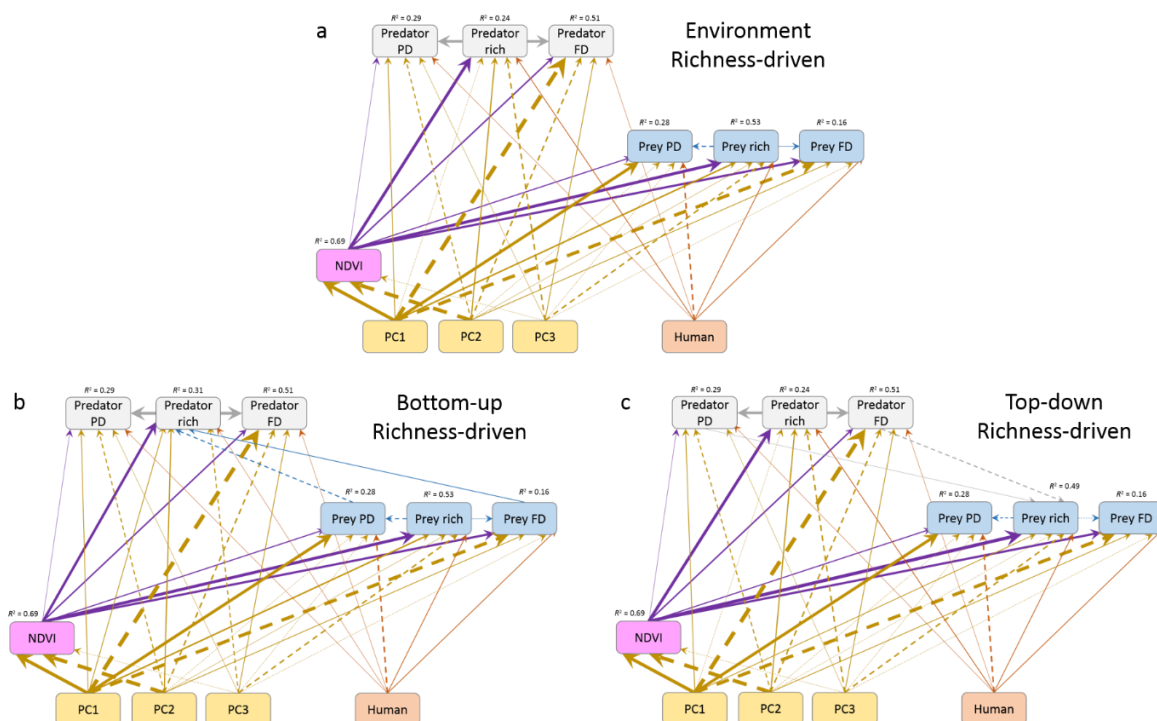 a
Environment
Richness-driven
R² = 0.29
R² = 0.24
R² = 0.51
Predator
PD
Predator
rich
Predator
FD
R² = 0.28
R² = 0.53
R² = 0.16
Prey PD
Prey rich
Prey FD
R² = 0.69
NDVI
PC1
PC2
PC3
Human
b
Bottom-up
Richness-driven
R² = 0.29
R² = 0.31
R² = 0.51
Predator
PD
Predator
rich
Predator
FD
R² = 0.28
R² = 0.53
R² = 0.16
Prey PD
Prey rich
Prey FD
R² = 0.69
NDVI
PC1
PC2
PC3
Human
c
Top-down
Richness-driven
R² = 0.29
R² = 0.24
R² = 0.51
Predator
PD
Predator
rich
Predator
FD
R² = 0.28
R² = 0.49
R² = 0.16
Prey PD
Prey rich
Prey FD
R² = 0.69
NDVI
PC1
PC2
PC3
Human